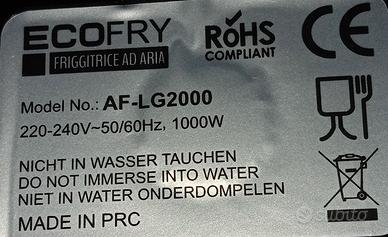 ECOFRY
FRIGGITRICE AD ARIA
RoHS
COMPLIANT
CE
Model No.: AF-LG2000
220-240V~50/60Hz, 1000W
NICHT IN WASSER TAUCHEN
DO NOT IMMERSE INTO WATER
NIET IN WATER ONDERDOMPELEN
MADE IN PRC
subito